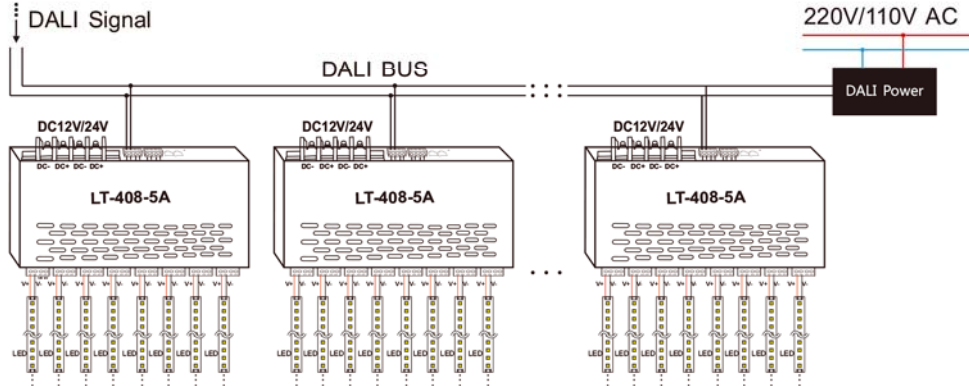 DALI Signal
220V/110V AC
DALI BUS
DALI Power
DC12V/24V DC12V/24V DC12V/24V
DC- DC+ DC- DC+ DC- DC+ DC- DC+ DC- DC+ DC- DC+
LT-408-5A LT-408-5A LT-408-5A
V+ V- V+ V- V+ V- V+ V- V+ V- V+ V- V+ V- V+ V- V+ V- V+ V- V+ V- V+ V- V+ V- V+ V- V+ V- V+ V- V+ V- V+ V- V+ V- V+ V- V+ V- V+ V- V+ V- V+ V-
LED LED LED LED LED LED LED LED LED LED LED LED LED LED LED LED LED LED LED LED LED LED LED LED